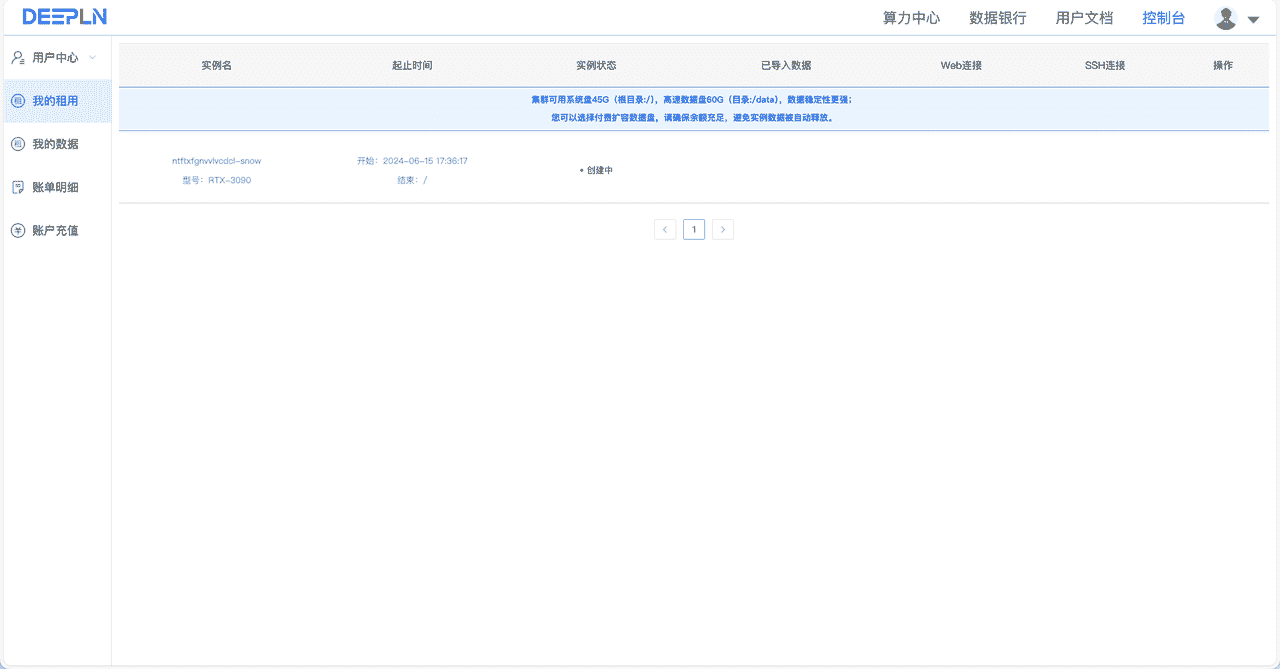 DEEPLN
算力中心 数据银行 用户文档 控制台
用户中心
我的租用
我的数据
账单明细
账户充值
实例名 起止时间 实例状态 已导入数据 Web连接 SSH连接 操作
集群可用系统盘45G（根目录:/），高速数据盘60G（目录:/data），数据稳定性更强；
您可以选择付费扩容数据盘。请确保余额充足，避免实例数据被自动释放。
ntflxfgnvvlvcdcl-snow
型号：RTX-3090
开始：2024-06-15 17:36:17
结束：/
创建中
1